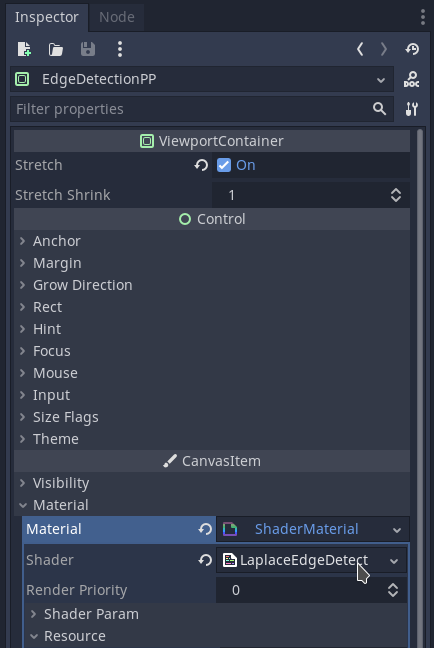 Inspector Node
EdgeDetectionPP
DOC
Filter properties
ViewportContainer
Stretch On
Stretch Shrink 1
Control
Anchor
Margin
Grow Direction
Rect
Hint
Focus
Mouse
Input
Size Flags
Theme
CanvasItem
Visibility
Material
Material ShaderMaterial
Shader LaplaceEdgeDetect
Render Priority 0
Shader Param
Resource